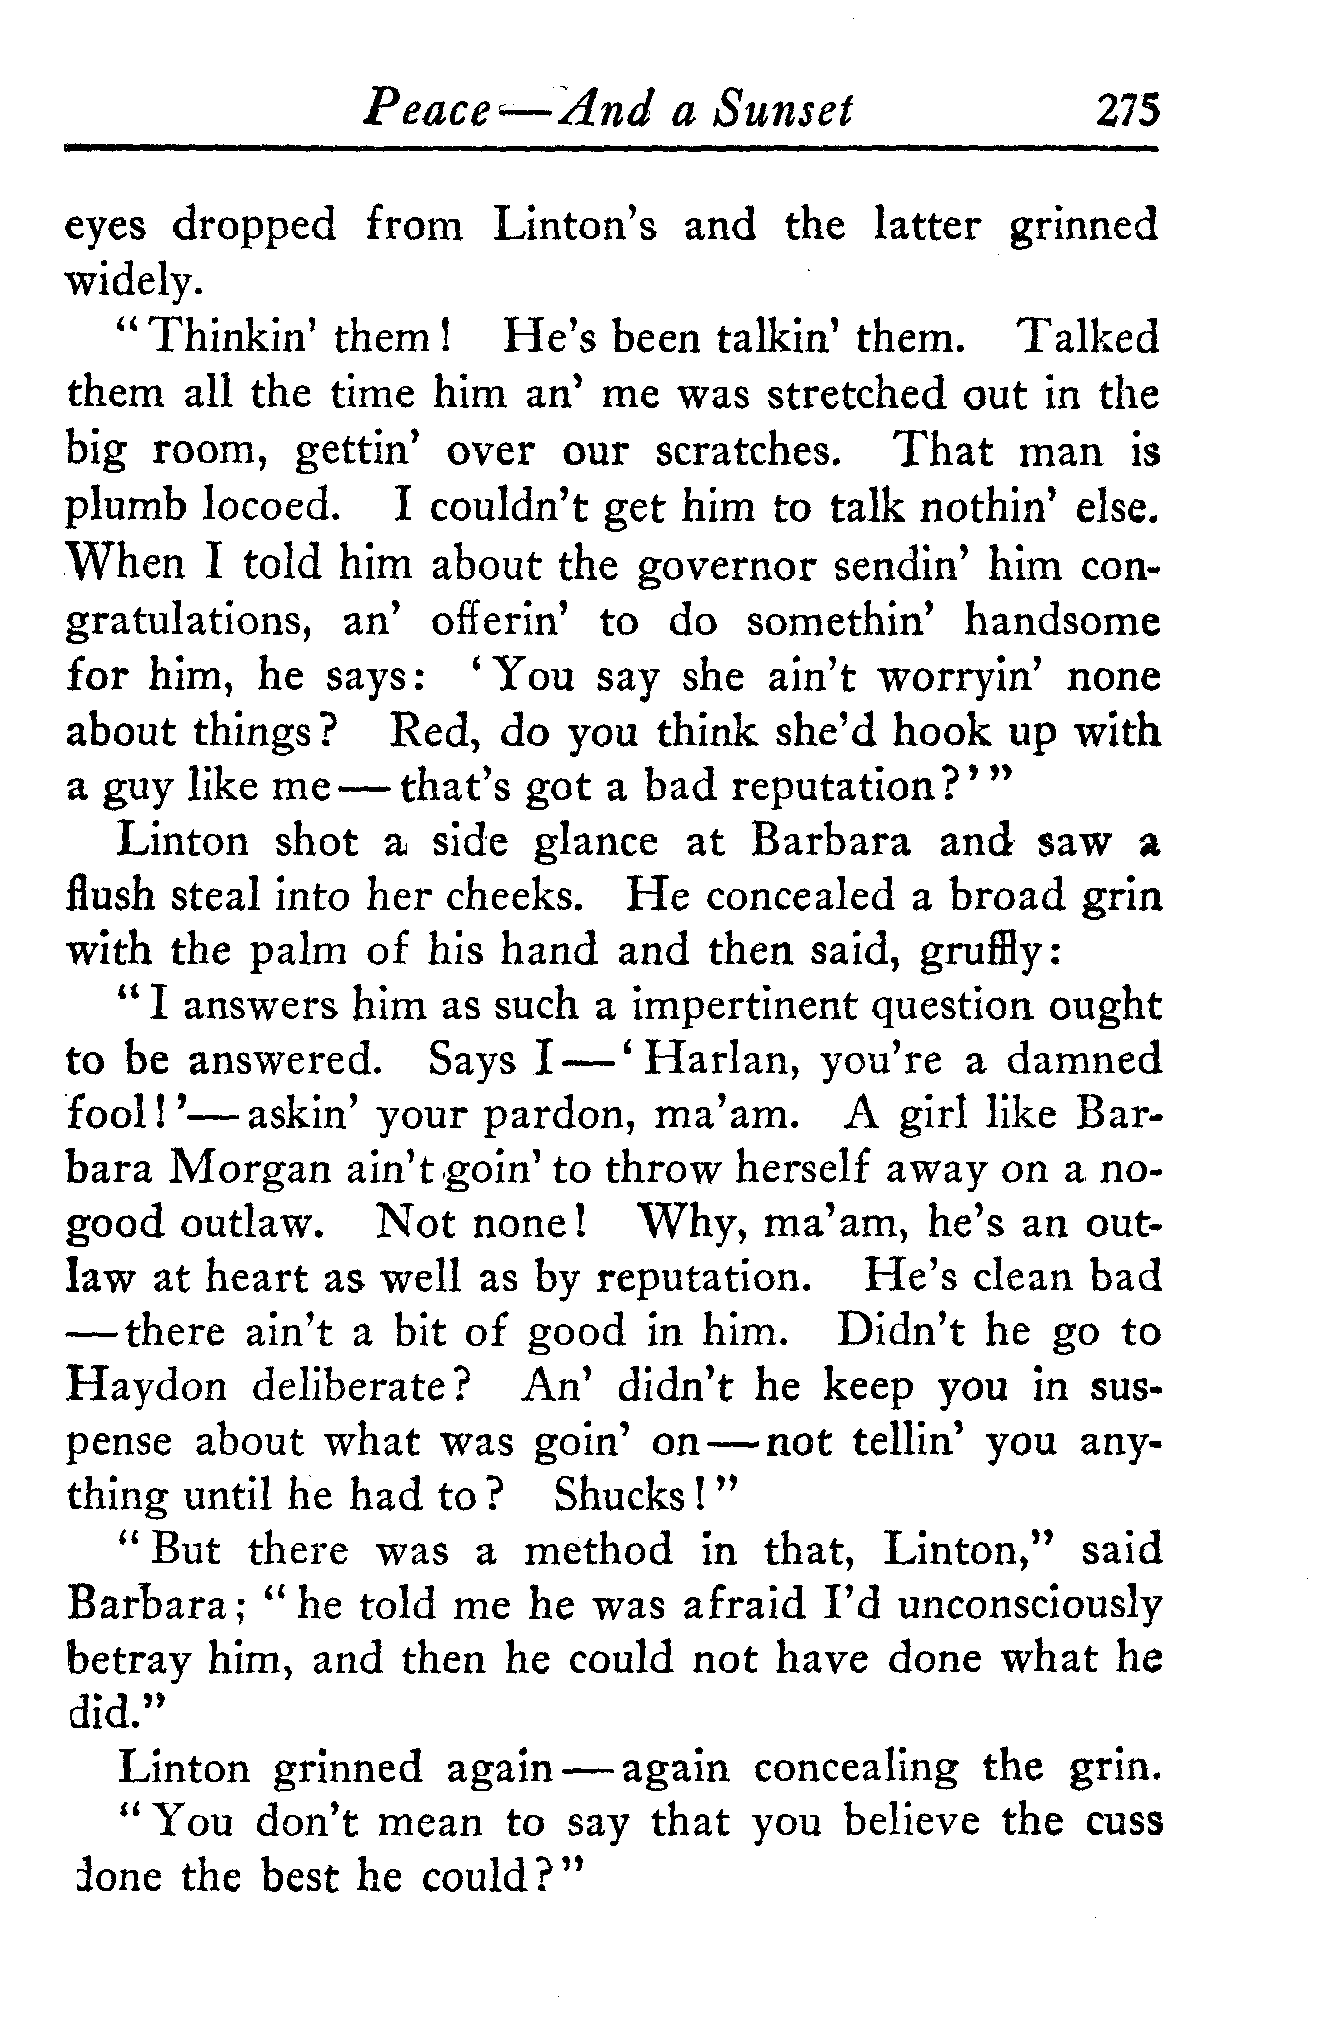 Peace—And a Sunset 275
eyes dropped from Linton's and the latter grinned
widely.
"Thinkin' them! He's been talkin' them. Talked
them all the time him an' me was stretched out in the
big room, gettin' over our scratches. That man is
plumb locoed. I couldn't get him to talk nothin' else.
When I told him about the governor sendin' him con-
gratulations, an' offerin' to do somethin' handsome
for him, he says: 'You say she ain't worryin' none
about things? Red, do you think she'd hook up with
a guy like me—that's got a bad reputation?'"
Linton shot a side glance at Barbara and saw a
flush steal into her cheeks. He concealed a broad grin
with the palm of his hand and then said, gruffly:
"I answers him as such a impertinent question ought
to be answered. Says I—'Harlan, you're a damned
fool!'—askin' your pardon, ma'am. A girl like Bar-
bara Morgan ain't goin' to throw herself away on a no-
good outlaw. Not none! Why, ma'am, he's an out-
law at heart as well as by reputation. He's clean bad
—there ain't a bit of good in him. Didn't he go to
Haydon deliberate? An' didn't he keep you in sus-
pense about what was goin' on—not tellin' you any-
thing until he had to? Shucks!"
"But there was a method in that, Linton," said
Barbara; "he told me he was afraid I'd unconsciously
betray him, and then he could not have done what he
did."
Linton grinned again—again concealing the grin.
"You don't mean to say that you believe the cuss
done the best he could?"